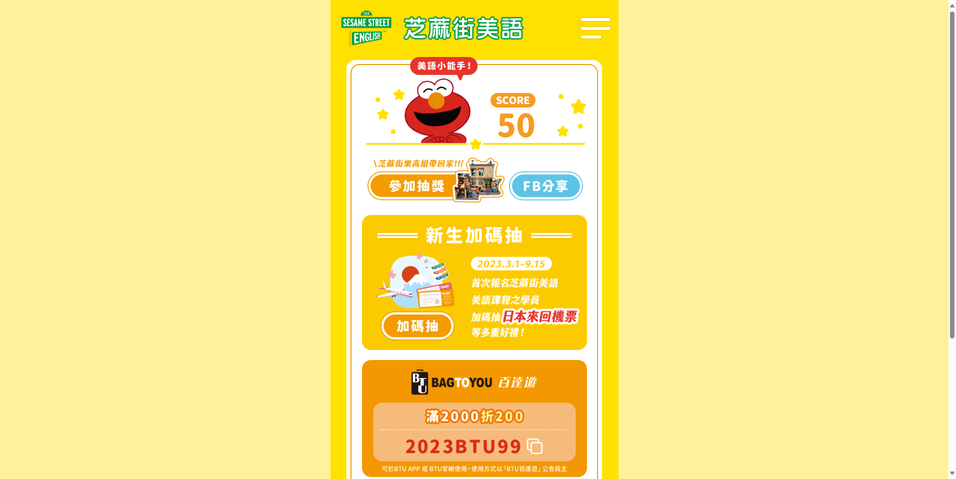 SESAME STREET
ENGLISH
芝蔴街美語
美語小能手！
SCORE
50
\芝蔴街樂高組帶回家!!!/
參加抽獎
FB分享
新生加碼抽
2023.3.1-9.15
首次報名芝蔴街美語
美語課程之學員
加碼抽日本來回機票
等多重好禮！
加碼抽
BTU
BAGTOYOU 百達遊
滿2000折200
2023BTU99
可於BTU APP 或 BTU官網使用，使用方式以「BTU百達遊」公告為主